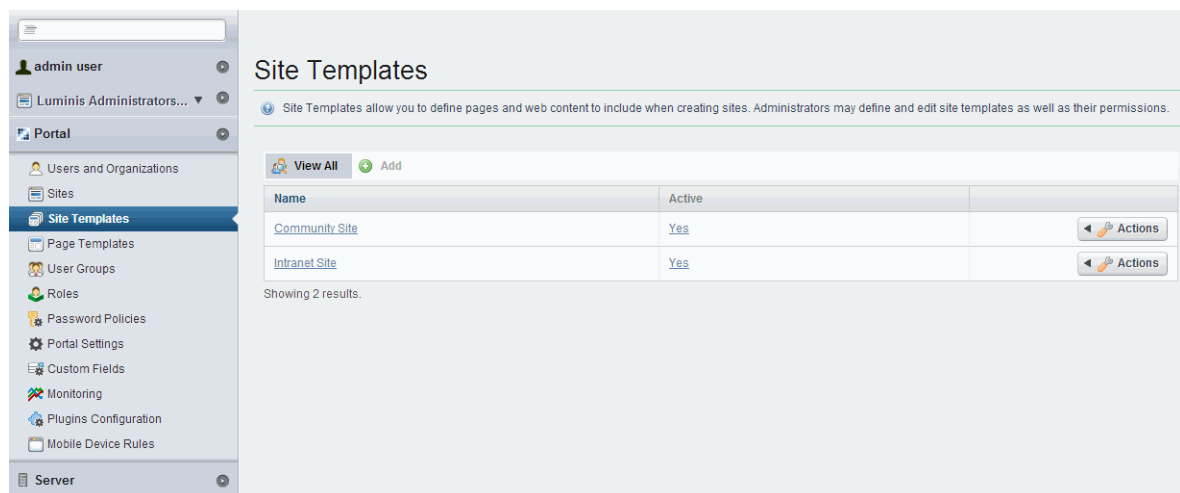 admin user
Luminis Administrators...
Portal
Users and Organizations
Sites
Site Templates
Page Templates
User Groups
Roles
Password Policies
Portal Settings
Custom Fields
Monitoring
Plugins Configuration
Mobile Device Rules
Server
Site Templates
Site Templates allow you to define pages and web content to include when creating sites. Administrators may define and edit site templates as well as their permissions.
View All Add
Name Active
Community Site Yes Actions
Intranet Site Yes Actions
Showing 2 results.